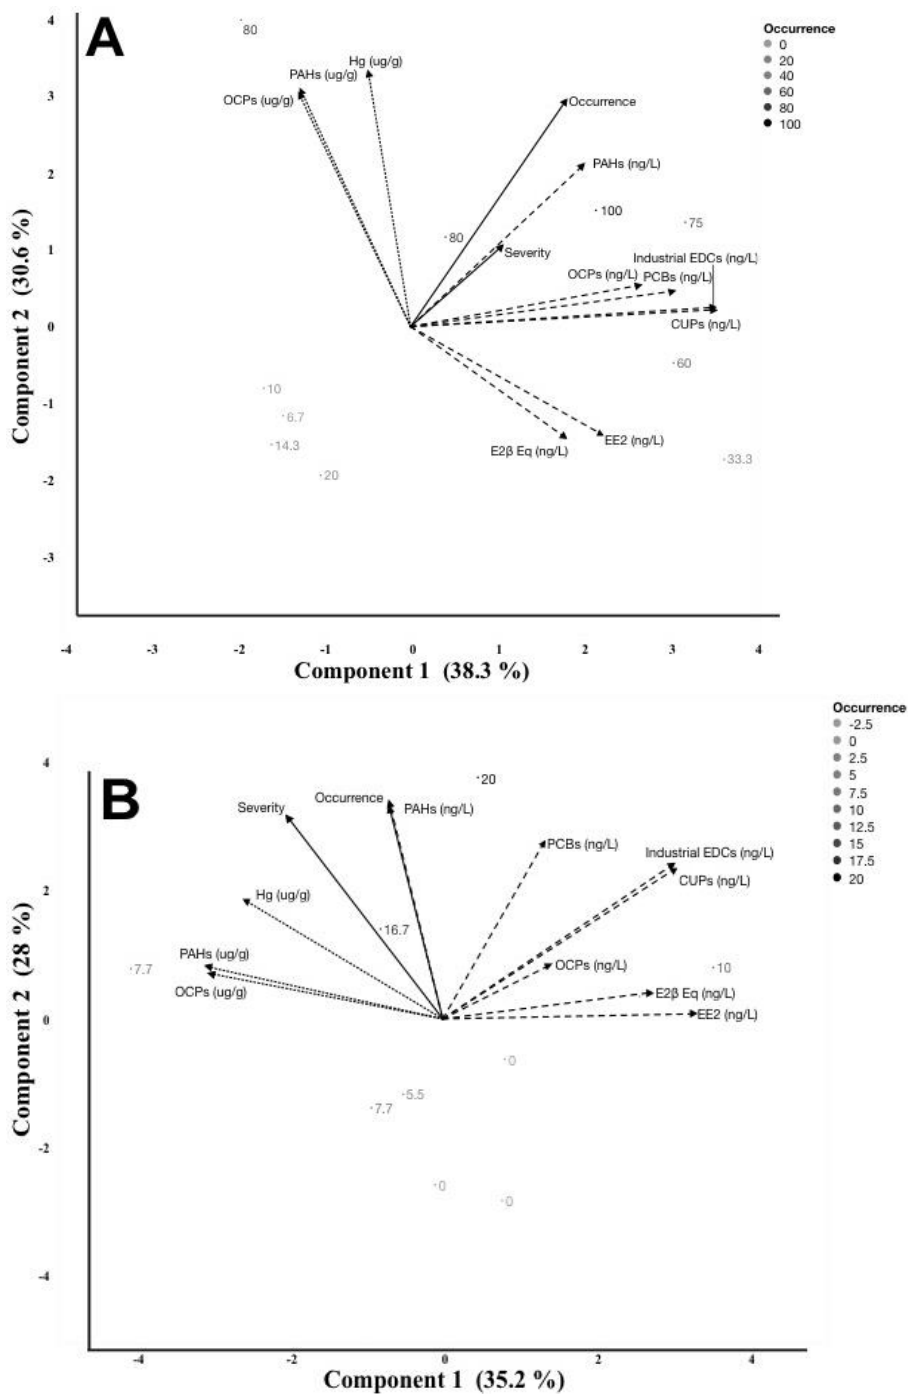 A
Occurrence
0
20
40
60
80
100
80
Hg (ug/g)
PAHs (ug/g)
OCPs (ug/g)
Occurrence
PAHs (ng/L)
100
75
80
Severity
Industrial EDCs (ng/L)
OCPs (ng/L)
PCBs (ng/L)
CUPs (ng/L)
60
10
6.7
14.3
20
EE2 (ng/L)
E2β Eq (ng/L)
33.3
4
3
2
1
0
-1
-2
-3
Component 2 (30.6 %)
-4
-3
-2
-1
0
1
2
3
4
Component 1 (38.3 %)
B
Occurrence
-2.5
0
2.5
5
7.5
10
12.5
15
17.5
20
20
Occurrence
Severity
PAHs (ng/L)
PCBs (ng/L)
Industrial EDCs (ng/L)
CUPs (ng/L)
Hg (ug/g)
16.7
PAHs (ug/g)
7.7
OCPs (ug/g)
OCPs (ng/L)
10
E2β Eq (ng/L)
EE2 (ng/L)
0
5.5
7.7
0
0
4
2
0
-2
-4
Component 2 (28 %)
-4
-2
0
2
4
Component 1 (35.2 %)